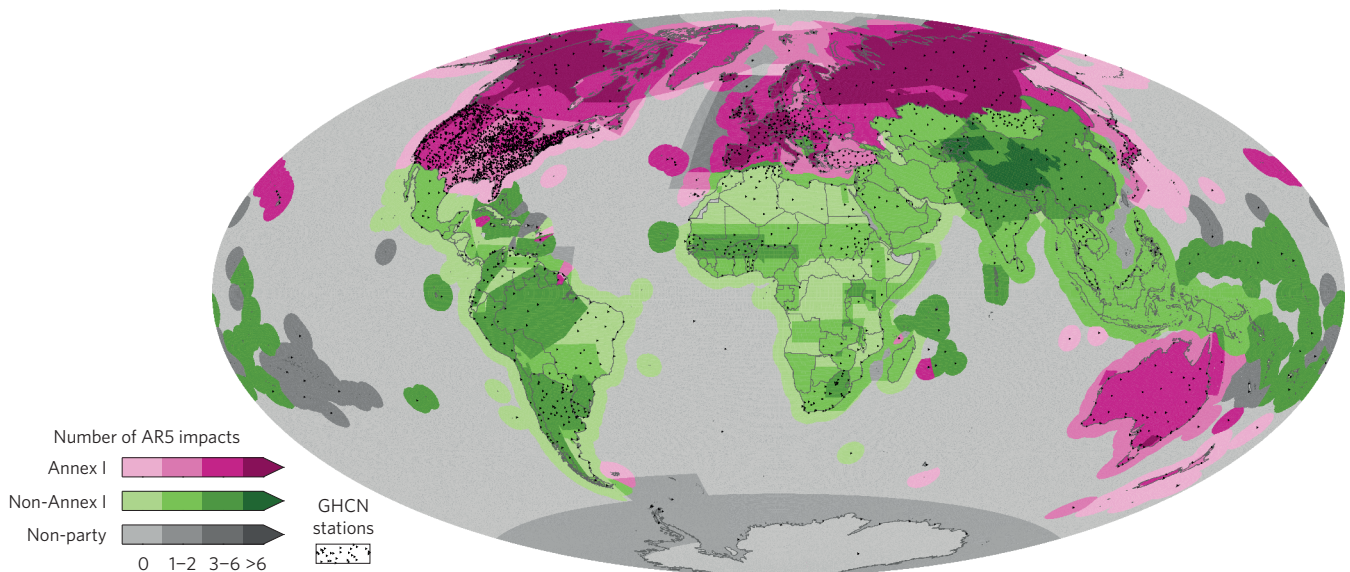 Number of AR5 impacts
Annex I
Non-Annex I
Non-party
0 1–2 3–6 >6
GHCN
stations